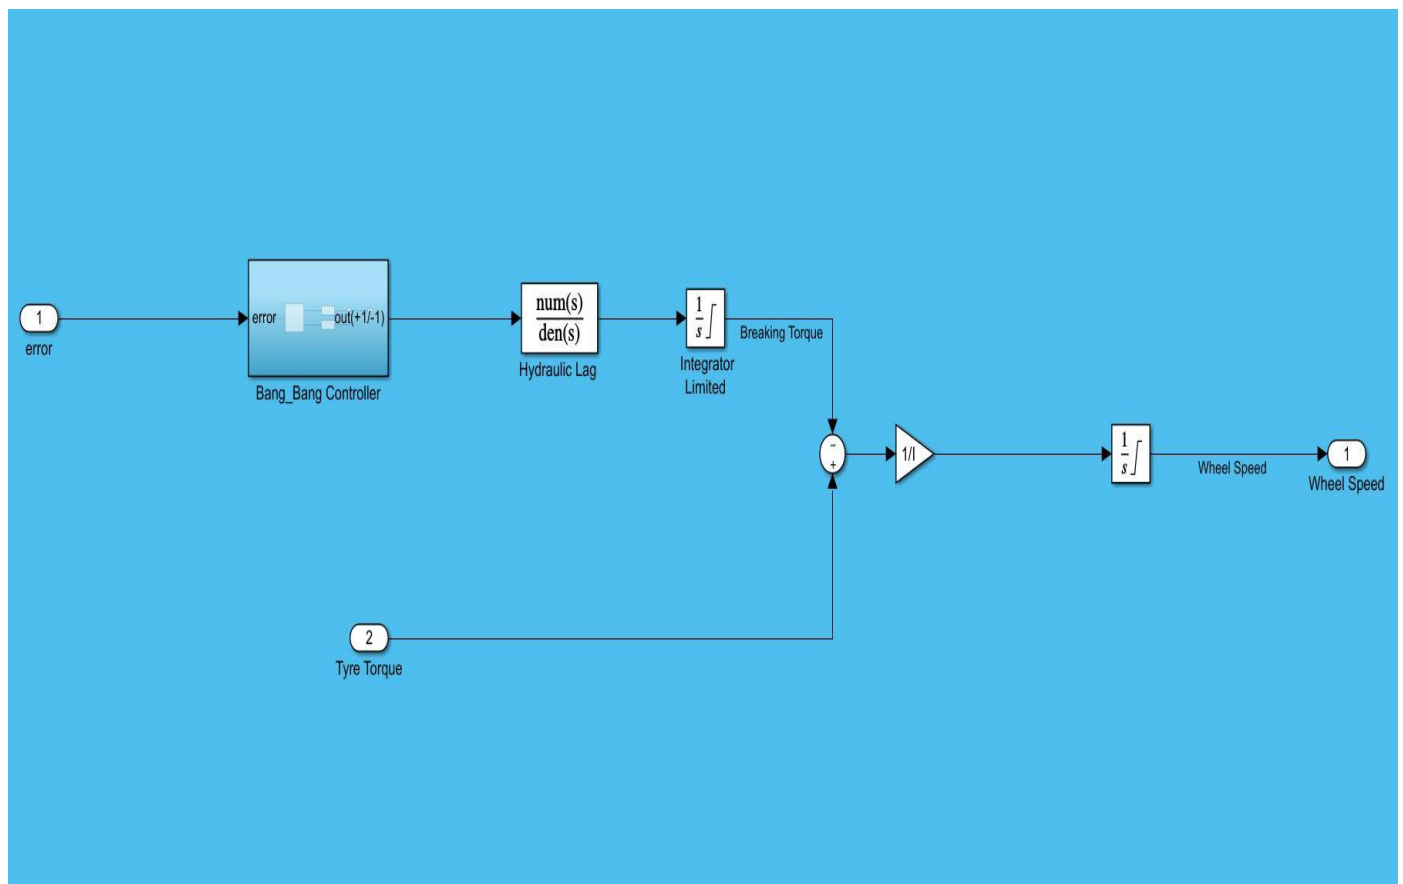 1
error
error
out(+1/-1)
Bang_Bang Controller
num(s)
den(s)
Hydraulic Lag
1
s
Integrator
Limited
Breaking Torque
−
+
1/I
1
s
Wheel Speed
1
Wheel Speed
2
Tyre Torque